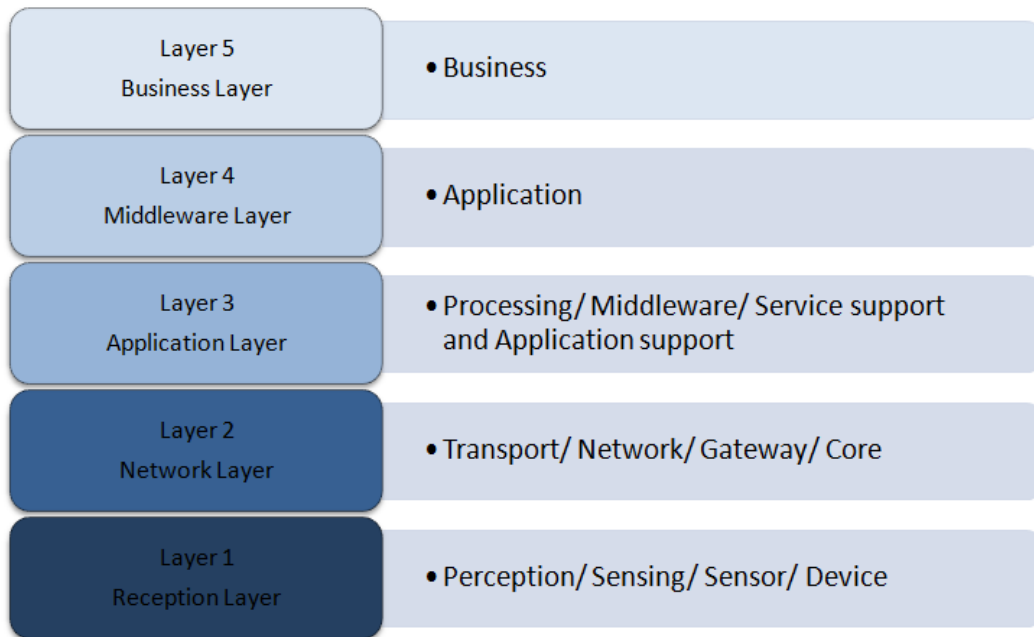 Layer 5
Business Layer
• Business
Layer 4
Middleware Layer
• Application
Layer 3
Application Layer
• Processing/ Middleware/ Service support
and Application support
Layer 2
Network Layer
• Transport/ Network/ Gateway/ Core
Layer 1
Reception Layer
• Perception/ Sensing/ Sensor/ Device